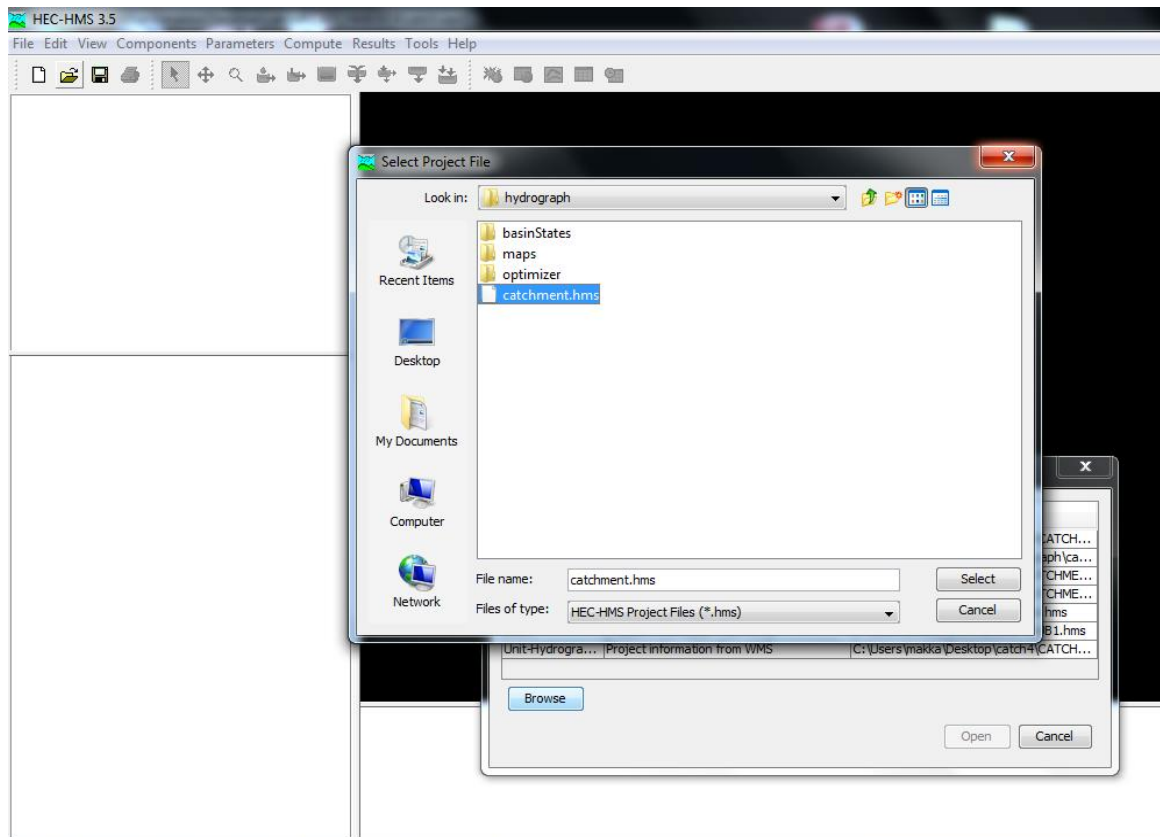 HEC-HMS 3.5
File Edit View Components Parameters Compute Results Tools Help
Select Project File
Look in: hydrograph
basinStates
maps
optimizer
catchment.hms
Recent Items
Desktop
My Documents
Computer
Network
File name: catchment.hms Select
Files of type: HEC-HMS Project Files (*.hms) Cancel
CATCH...
aph\ca...
TCHME...
TCHME...
hms
B1.hms
Unit-Hydrogra... Project information from WMS C:\Users\makka\Desktop\catch4\CATCH...
Browse
Open Cancel